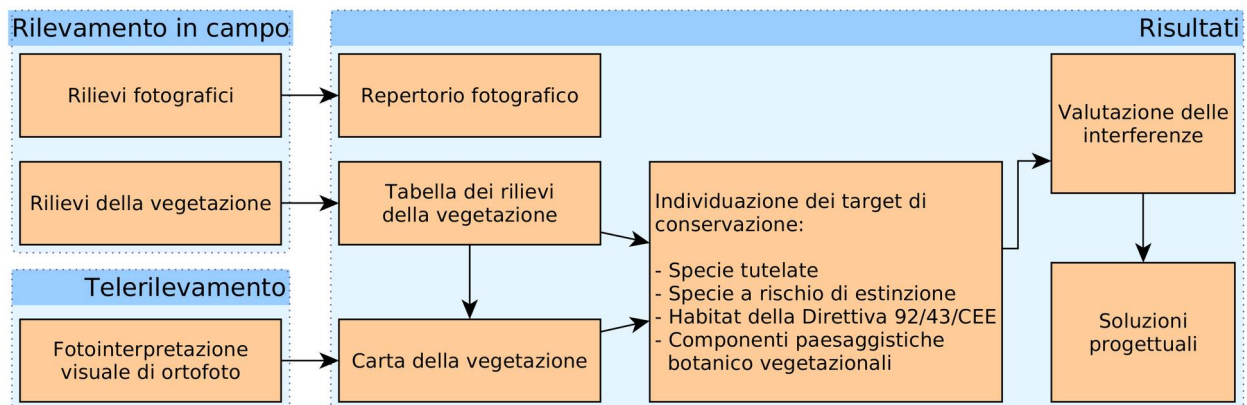 Rilevamento in campo
Rilievi fotografici
Rilievi della vegetazione
Telerilevamento
Fotointerpretazione
visuale di ortofoto
Risultati
Repertorio fotografico
Tabella dei rilievi
della vegetazione
Carta della vegetazione
Individuazione dei target di
conservazione:
- Specie tutelate
- Specie a rischio di estinzione
- Habitat della Direttiva 92/43/CEE
- Componenti paesaggistiche
botanico vegetazionali
Valutazione delle
interferenze
Soluzioni
progettuali